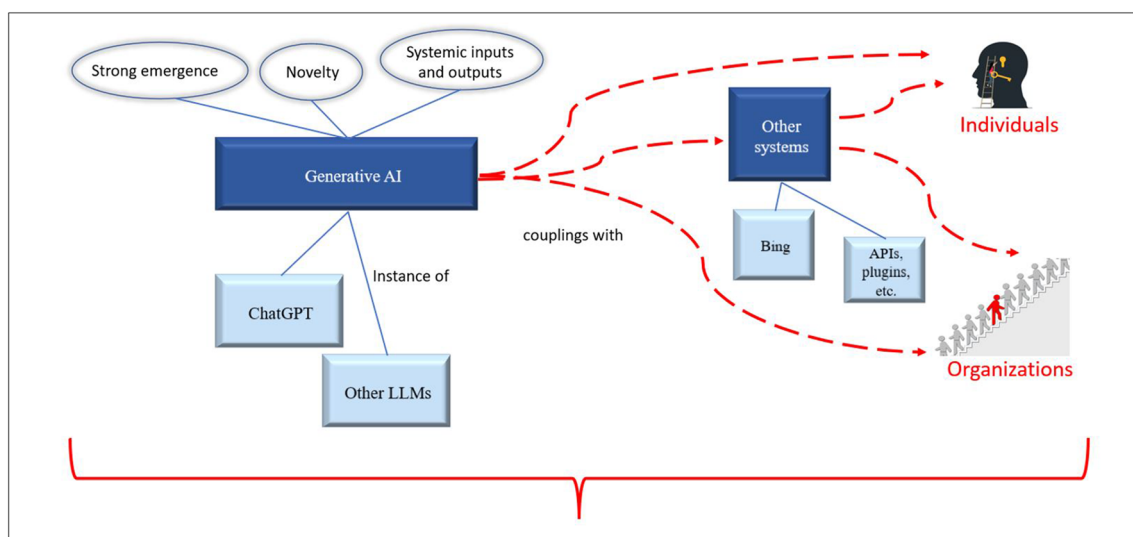 Strong emergence
Novelty
Systemic inputs
and outputs
Generative AI
Other
systems
Individuals
couplings with
Bing
APIs,
plugins,
etc.
Instance of
ChatGPT
Other LLMs
Organizations